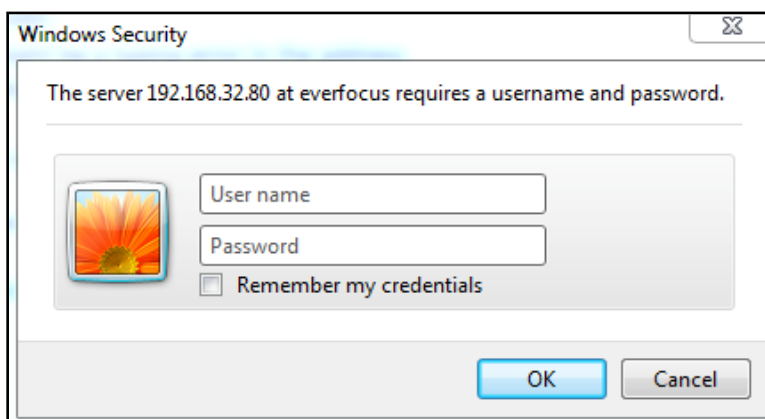 Windows Security
The server 192.168.32.80 at everfocus requires a username and password.
User name
Password
Remember my credentials
OK
Cancel